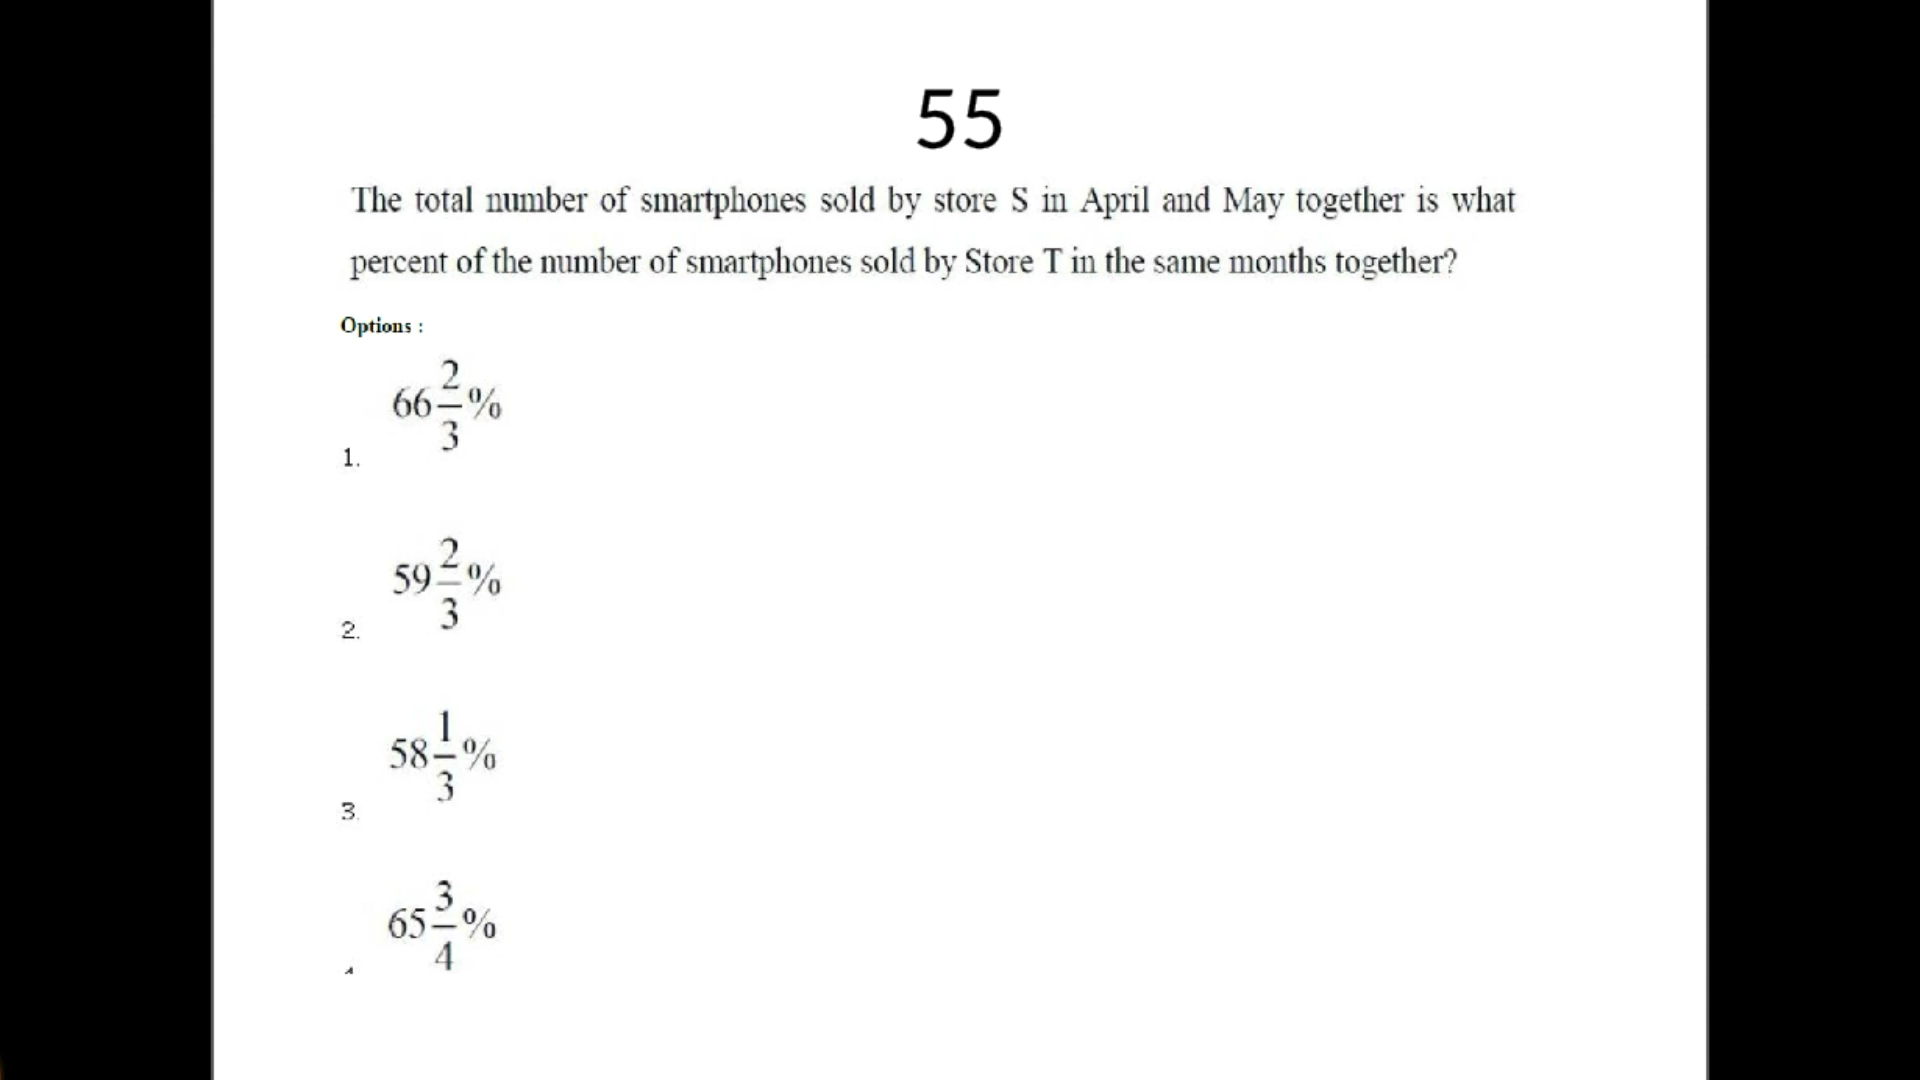 55
The total number of smartphones sold by store S in April and May together is what
percent of the number of smartphones sold by Store T in the same months together?
Options :
1. 66 2/3 %
2. 59 2/3 %
3. 58 1/3 %
65 3/4 %